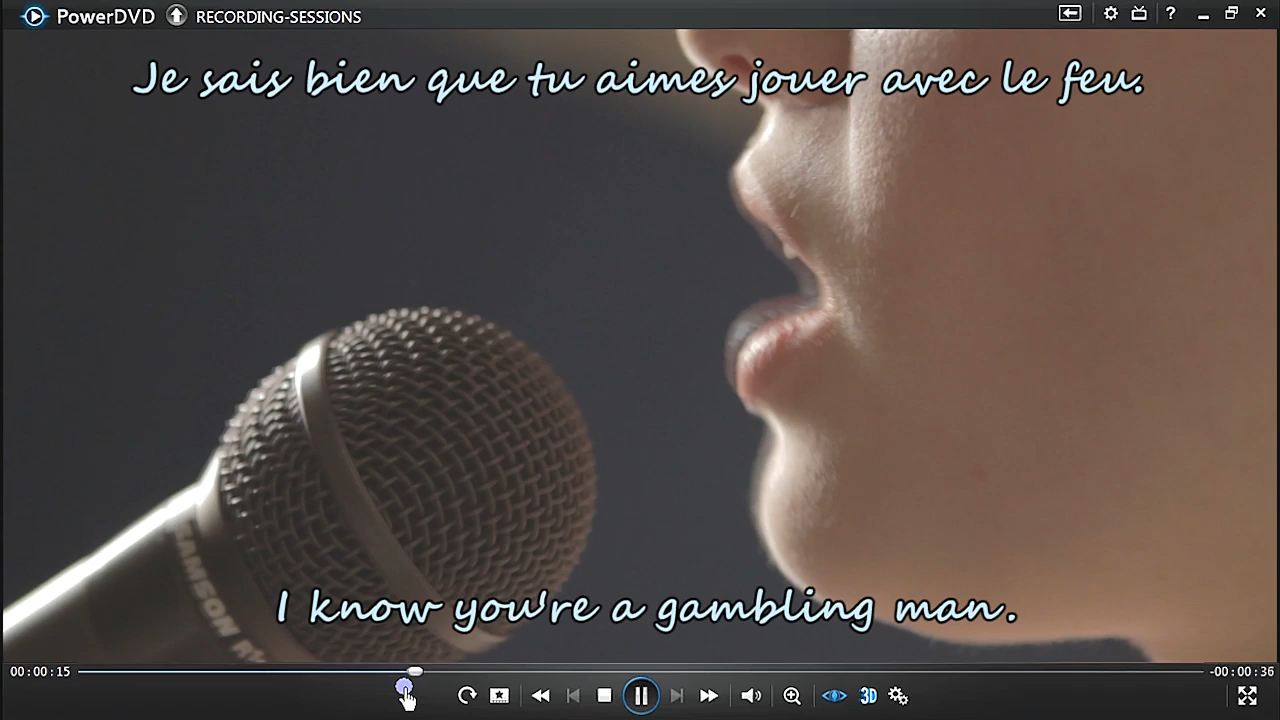 PowerDVD RECORDING-SESSIONS ?
Je sais bien que tu aimes jouer avec le feu.
SAMSON
I know you're a gambling man.
00:00:15 -00:00:36
3D